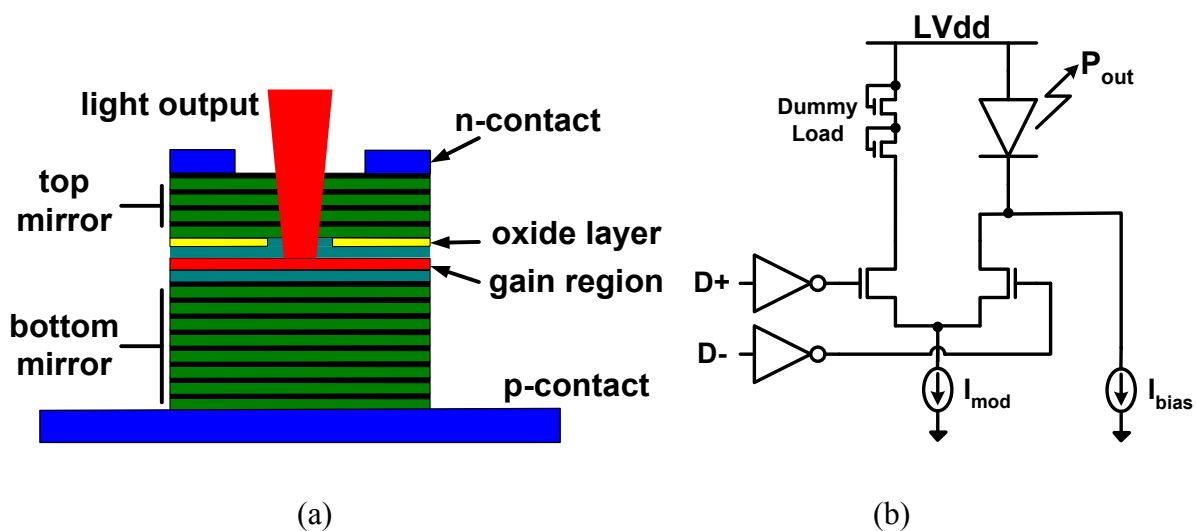 light output
n-contact
top
mirror
oxide layer
gain region
bottom
mirror
p-contact
(a)
LVdd
Pout
Dummy
Load
D+
D-
Imod
Ibias
(b)